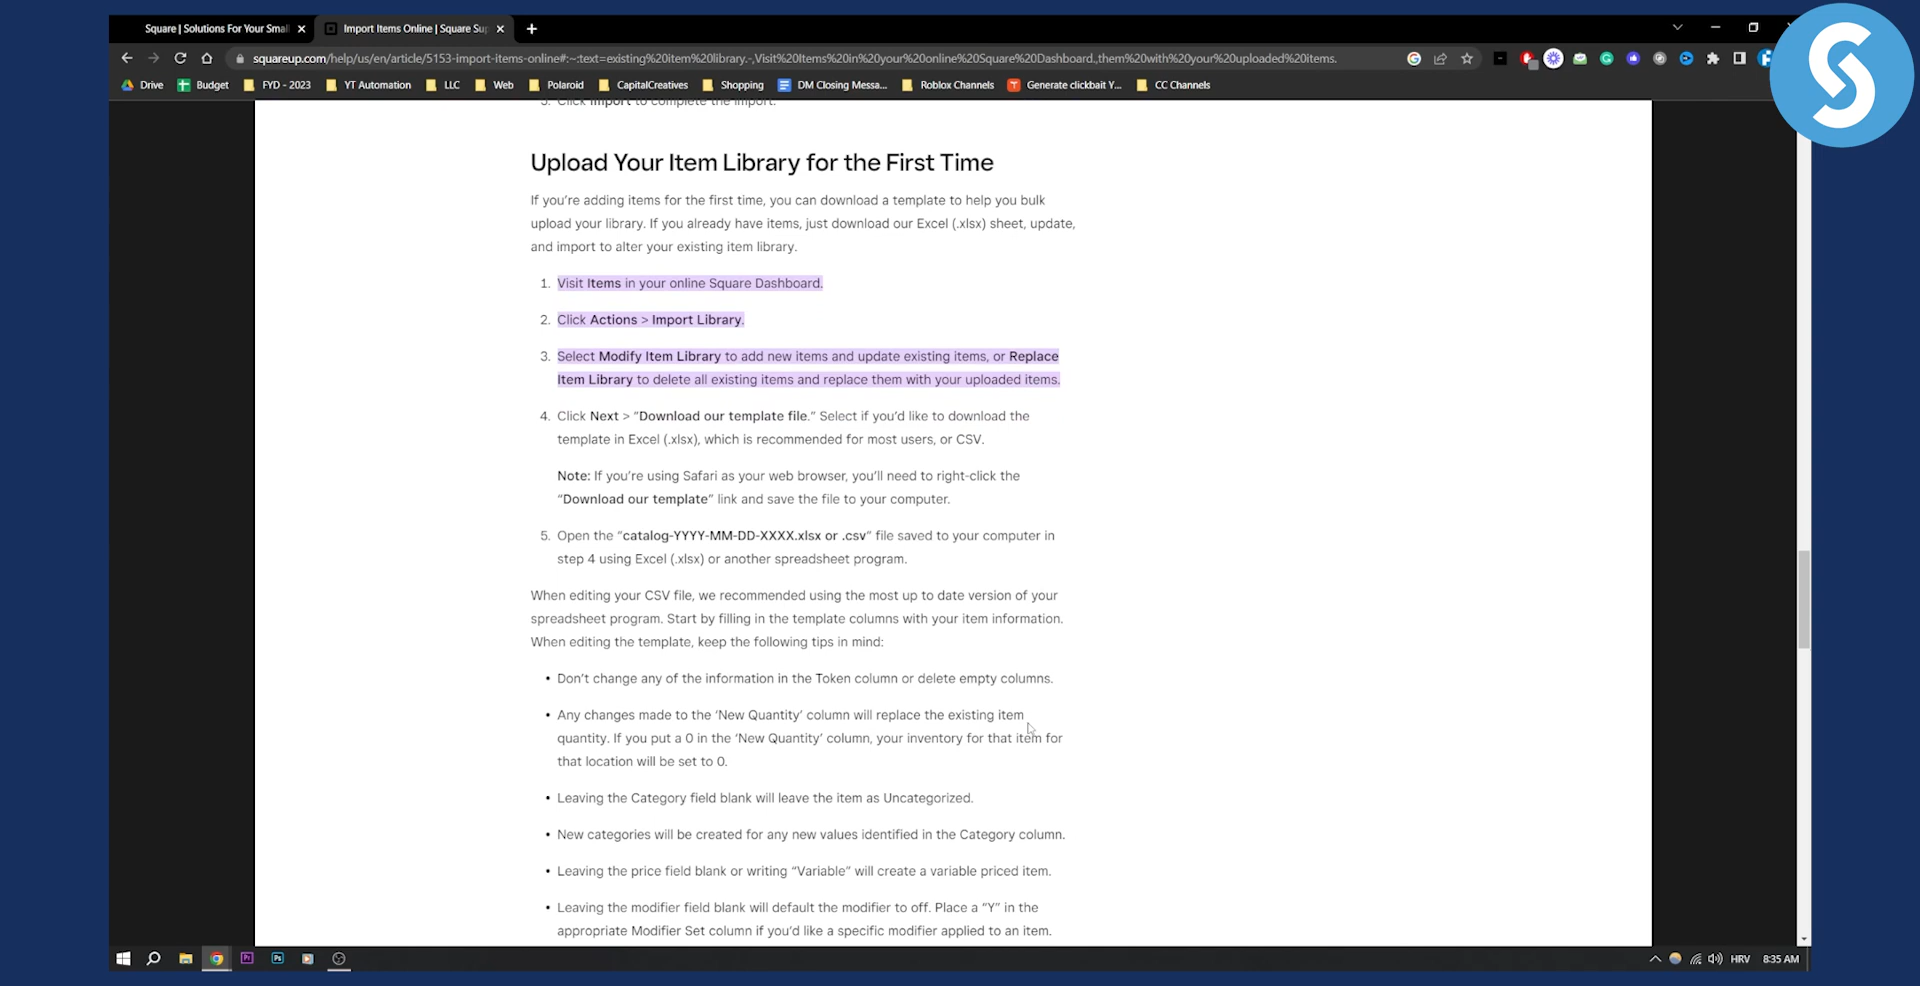 Square | Solutions For Your Smal
Import Items Online | Square Sup
squareup.com/help/us/en/article/5153-import-items-online#:~:text=existing%20item%20library.-,Visit%20Items%20in%20your%20online%20Square%20Dashboard.,them%20with%20your%20uploaded%20items.
Drive Budget FYD - 2023 YT Automation LLC Web Polaroid CapitalCreatives Shopping DM Closing Messa... Roblox Channels Generate clickbait Y... CC Channels
Click Import to complete the import.
Upload Your Item Library for the First Time
If you're adding items for the first time, you can download a template to help you bulk
upload your library. If you already have items, just download our Excel (.xlsx) sheet, update,
and import to alter your existing item library.
1. Visit Items in your online Square Dashboard.
2. Click Actions > Import Library.
3. Select Modify Item Library to add new items and update existing items, or Replace
Item Library to delete all existing items and replace them with your uploaded items.
4. Click Next > “Download our template file.” Select if you'd like to download the
template in Excel (.xlsx), which is recommended for most users, or CSV.
Note: If you're using Safari as your web browser, you'll need to right-click the
“Download our template” link and save the file to your computer.
5. Open the “catalog-YYYY-MM-DD-XXXX.xlsx or .csv” file saved to your computer in
step 4 using Excel (.xlsx) or another spreadsheet program.
When editing your CSV file, we recommended using the most up to date version of your
spreadsheet program. Start by filling in the template columns with your item information.
When editing the template, keep the following tips in mind:
• Don't change any of the information in the Token column or delete empty columns.
• Any changes made to the ‘New Quantity’ column will replace the existing item
quantity. If you put a 0 in the ‘New Quantity’ column, your inventory for that item for
that location will be set to 0.
• Leaving the Category field blank will leave the item as Uncategorized.
• New categories will be created for any new values identified in the Category column.
• Leaving the price field blank or writing “Variable” will create a variable priced item.
• Leaving the modifier field blank will default the modifier to off. Place a “Y” in the
appropriate Modifier Set column if you'd like a specific modifier applied to an item.
HRV 8:35 AM